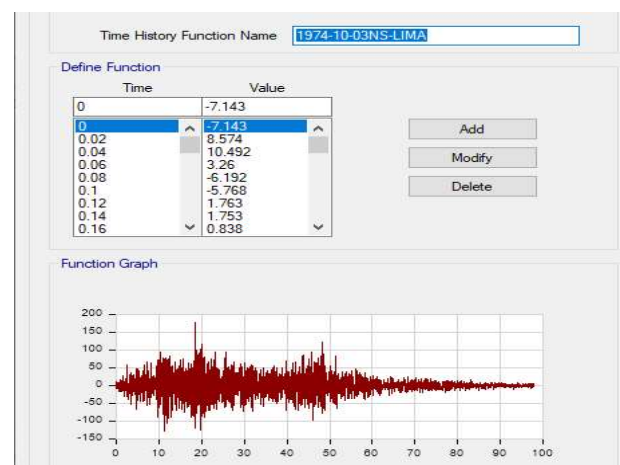 Time History Function Name 1974-10-03NS-LIMA
Define Function
Time Value
0 -7.143
0 -7.143
0.02 8.574
0.04 10.492
0.06 3.26
0.08 -6.192
0.1 -5.768
0.12 1.763
0.14 1.753
0.16 0.838
Add
Modify
Delete
Function Graph
200
150
100
50
0
-50
-100
-150
0 10 20 30 40 50 60 70 80 90 100